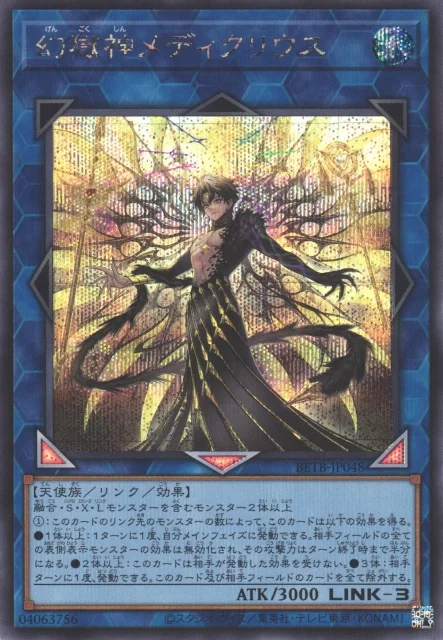 幻獄神メディクリウス
BETB-JP048
【天使族／リンク／効果】
融合・S・X・Lモンスターを含むモンスター2体以上
①：このカードのリンク先のモンスターの数によって、このカードは以下の効果を得る。
●1体以上：1ターンに1度、自分メインフェイズに発動できる。相手フィールドの全て
の表側表示モンスターの効果は無効化され、その攻撃力はターン終了時まで半分
になる。●2体以上：このカードは相手が発動した効果を受けない。●3体：相手
ターンに1度、発動できる。このカード及び相手フィールドのカードを全て除外する。
ATK/3000 LINK-3
04063756
©スタジオ・ダイス／集英社・テレビ東京・KONAMI